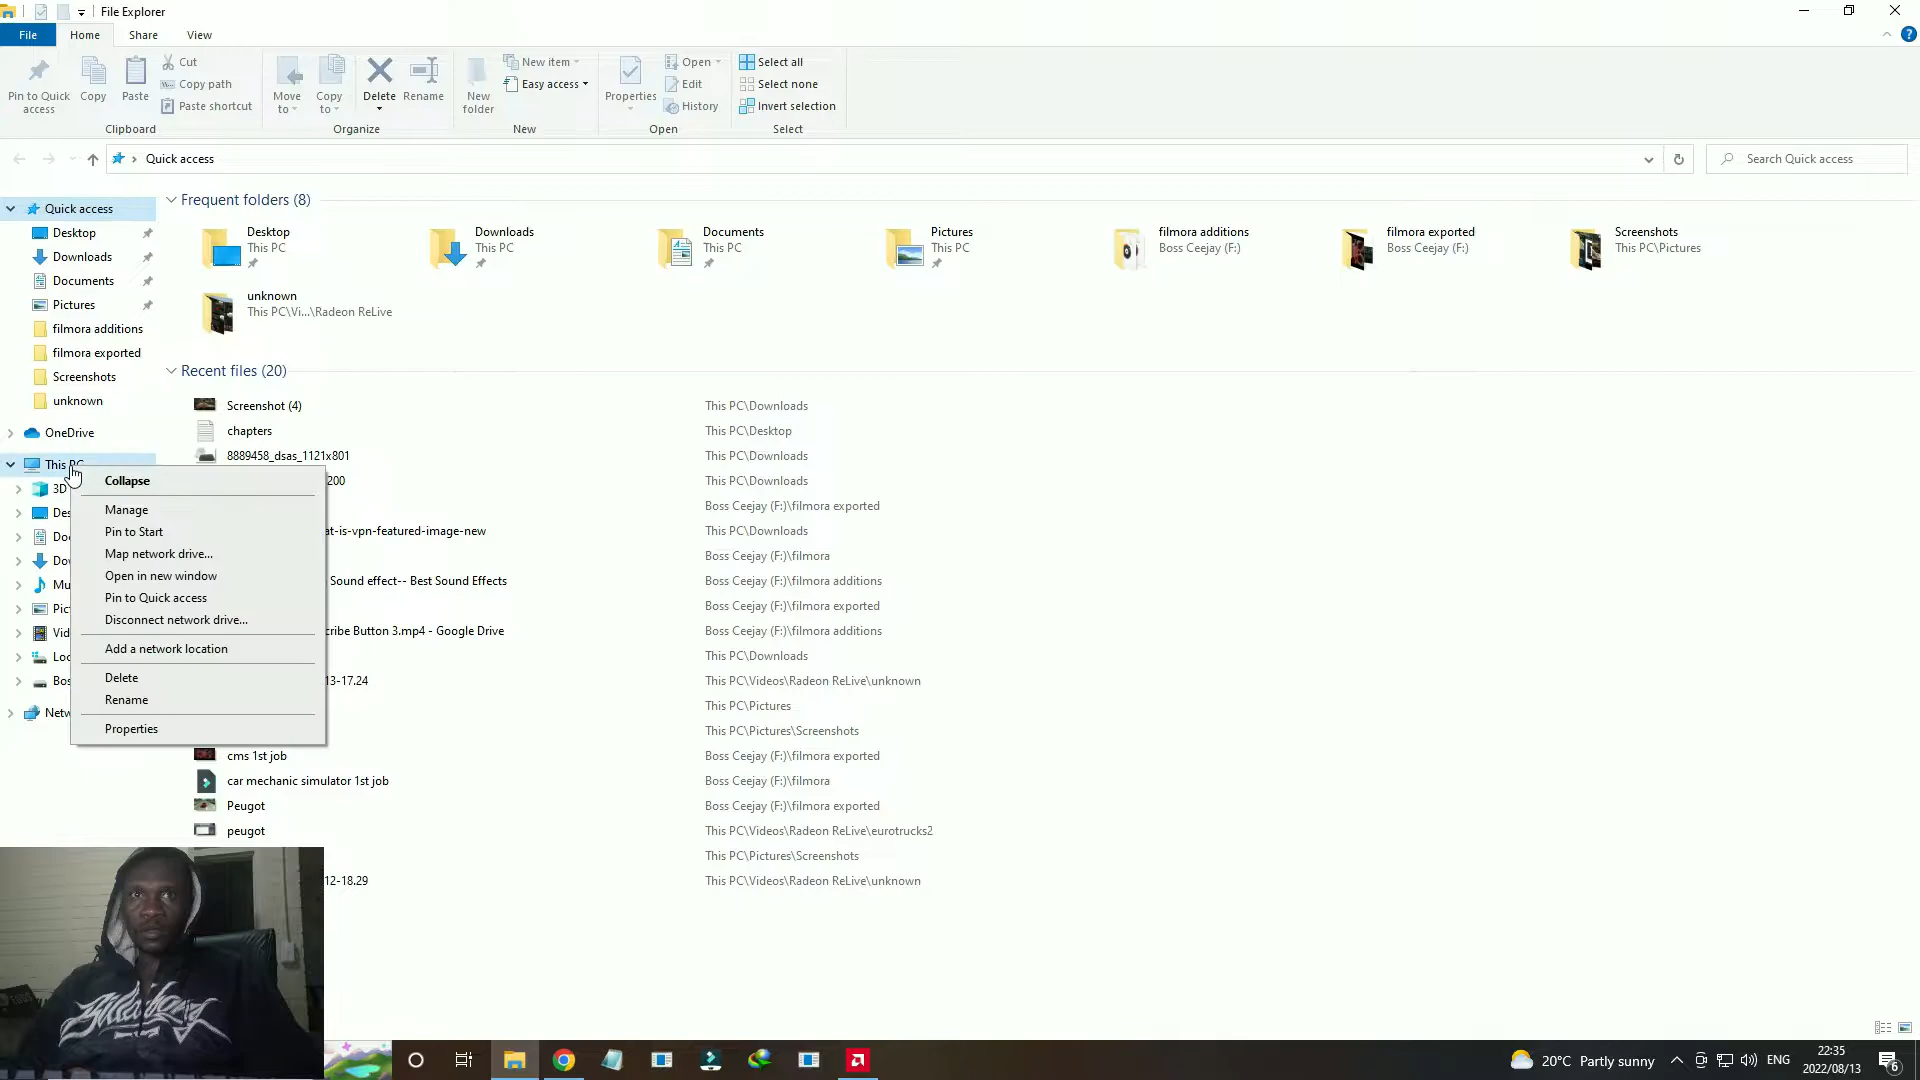 File Explorer
File
Home
Share
View
?
Pin to Quick access
Copy
Paste
Cut
Copy path
Paste shortcut
Clipboard
Move to
Copy to
Delete
Rename
Organize
New folder
New item
Easy access
New
Properties
Open
Edit
History
Open
Select all
Select none
Invert selection
Select
Quick access
Search Quick access
Quick access
Desktop
Downloads
Documents
Pictures
filmora additions
filmora exported
Screenshots
unknown
OneDrive
This PC
3D
Des
Doc
Dow
Mu
Pict
Vid
Loc
Bos
Netw
Collapse
Manage
Pin to Start
Map network drive...
Open in new window
Pin to Quick access
Disconnect network drive...
Add a network location
Delete
Rename
Properties
Frequent folders (8)
Desktop
This PC
Downloads
This PC
Documents
This PC
Pictures
This PC
filmora additions
Boss Ceejay (F:)
filmora exported
Boss Ceejay (F:)
Screenshots
This PC\Pictures
unknown
This PC\Vi...\Radeon ReLive
Recent files (20)
Screenshot (4) This PC\Downloads
chapters This PC\Desktop
8889458_dsas_1121x801 This PC\Downloads
200 This PC\Downloads
Boss Ceejay (F:)\filmora exported
at-is-vpn-featured-image-new This PC\Downloads
Boss Ceejay (F:)\filmora
Sound effect-- Best Sound Effects Boss Ceejay (F:)\filmora additions
Boss Ceejay (F:)\filmora exported
cribe Button 3.mp4 - Google Drive Boss Ceejay (F:)\filmora additions
This PC\Downloads
13-17.24 This PC\Videos\Radeon ReLive\unknown
This PC\Pictures
This PC\Pictures\Screenshots
cms 1st job Boss Ceejay (F:)\filmora exported
car mechanic simulator 1st job Boss Ceejay (F:)\filmora
Peugot Boss Ceejay (F:)\filmora exported
peugot This PC\Videos\Radeon ReLive\eurotrucks2
This PC\Pictures\Screenshots
12-18.29 This PC\Videos\Radeon ReLive\unknown
Billabong
20°C Partly sunny
ENG
22:35
2022/08/13
6